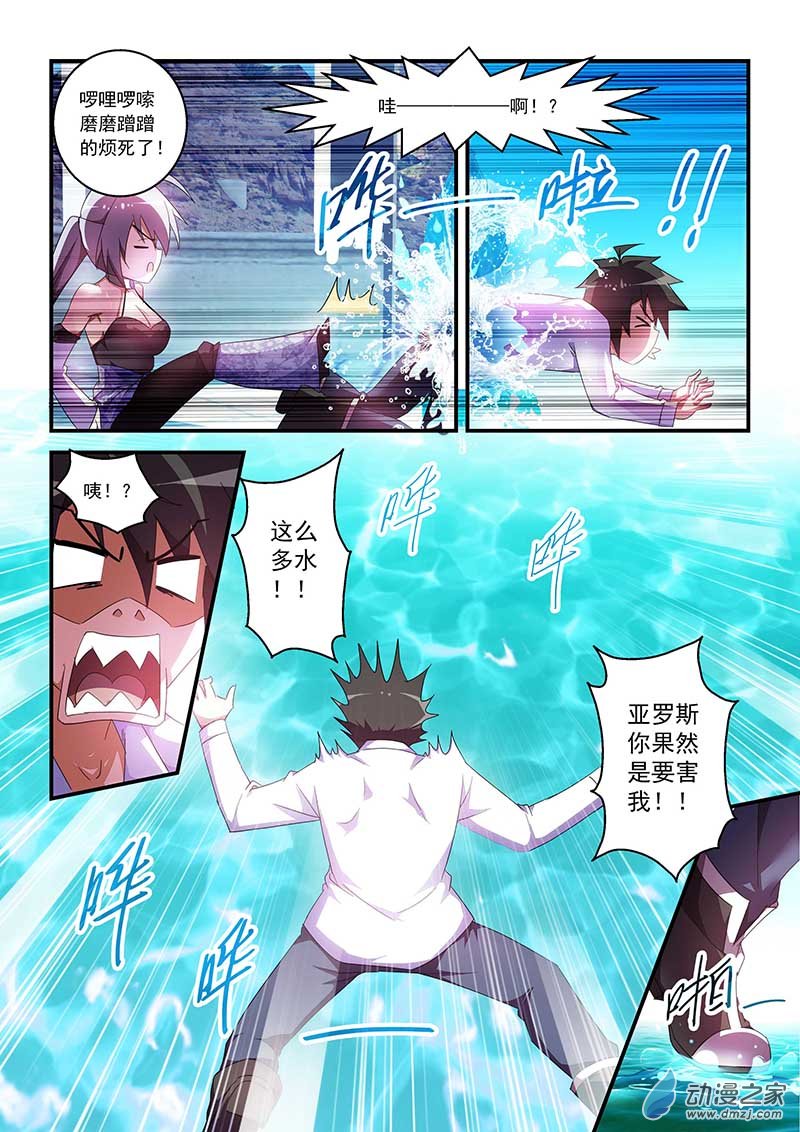 啰哩啰嗦
磨磨蹭蹭
的烦死了！
哇——————啊！？
哗——啦！！
咦！？
这么
多水
！！
哗
哗
亚罗斯
你果然
是要害
我！！
哗
哗—
啪—
动漫之家
www.dmzj.com